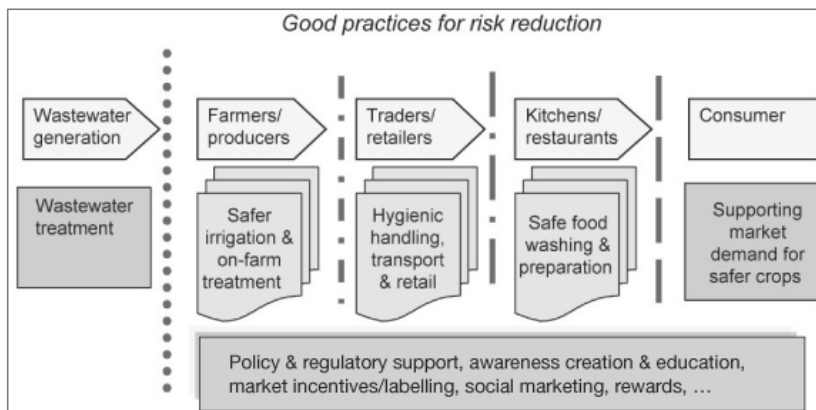 Good practices for risk reduction
Wastewater
generation
Farmers/
producers
Traders/
retailers
Kitchens/
restaurants
Consumer
Wastewater
treatment
Safer
irrigation &
on-farm
treatment
Hygienic
handling,
transport
& retail
Safe food
washing &
preparation
Supporting
market
demand for
safer crops
Policy & regulatory support, awareness creation & education,
market incentives/labelling, social marketing, rewards, …